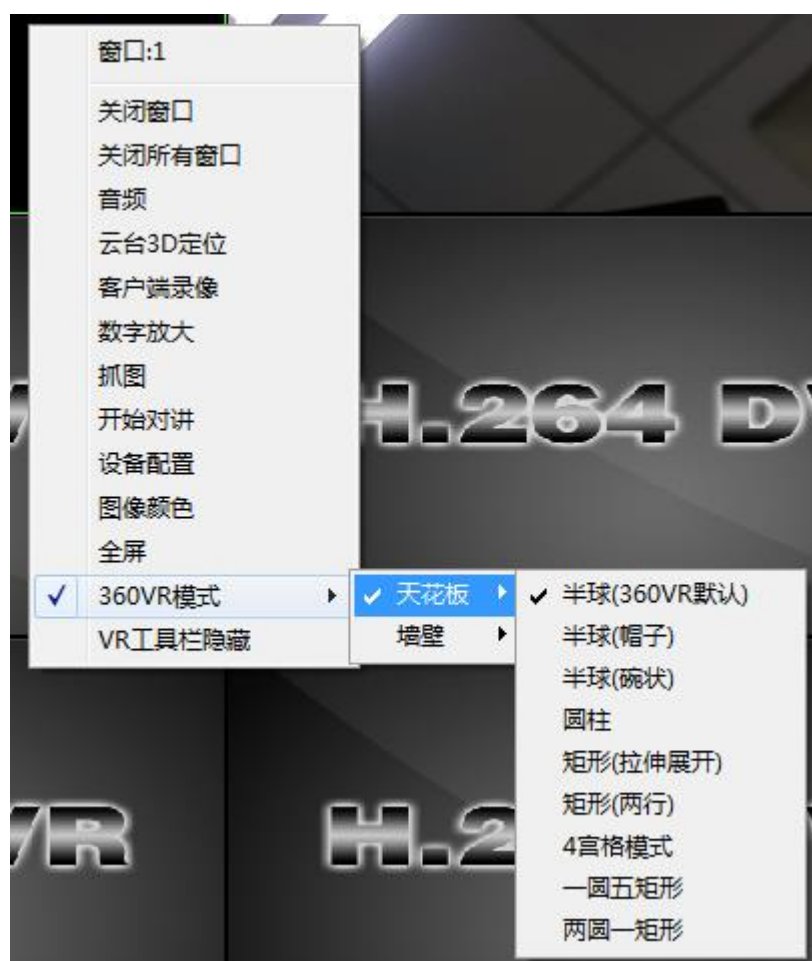 窗口:1
关闭窗口
关闭所有窗口
音频
云台3D定位
客户端录像
数字放大
抓图
开始对讲
设备配置
图像颜色
全屏
360VR模式
VR工具栏隐藏
天花板
墙壁
半球(360VR默认)
半球(帽子)
半球(碗状)
圆柱
矩形(拉伸展开)
矩形(两行)
4宫格模式
一圆五矩形
两圆一矩形
H.264 DV
VR
H.2